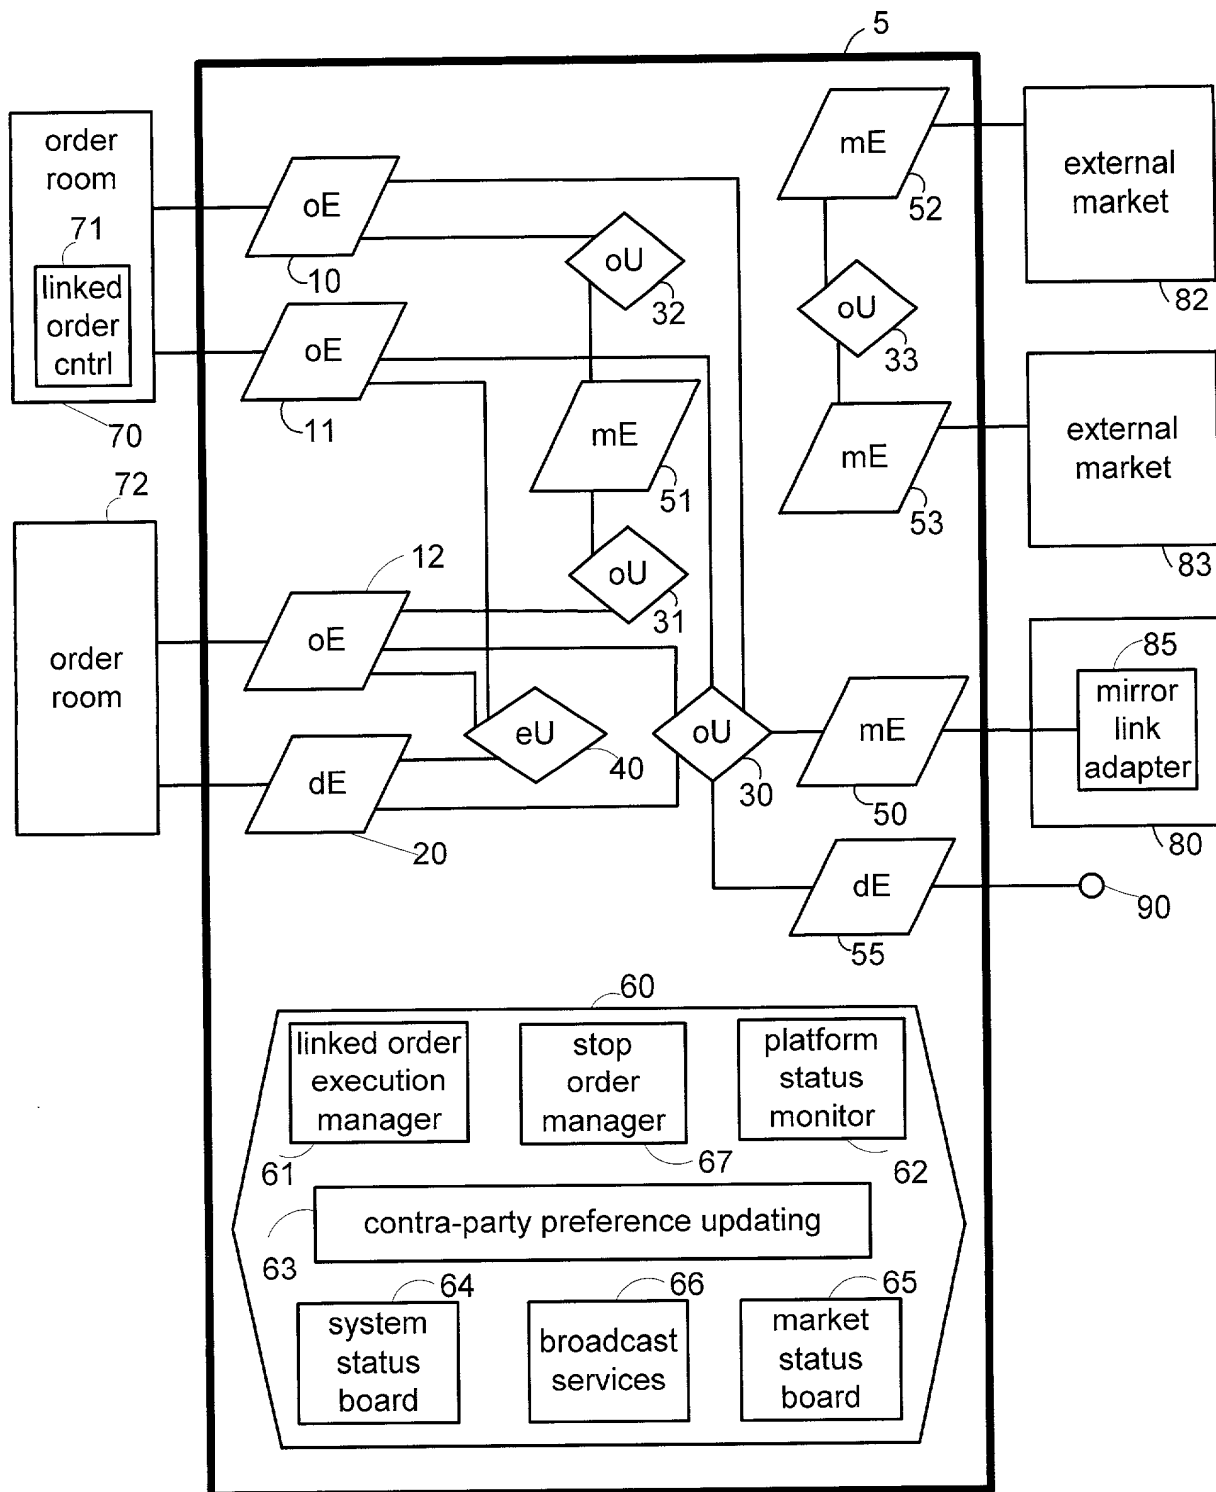 5
order
room
71
linked
order
cntrl
70
oE
10
oE
11
oU
32
mE
51
oU
31
mE
52
oU
33
mE
53
external
market
82
external
market
83
72
order
room
12
oE
dE
20
eU
40
oU
30
mE
50
85
mirror
link
adapter
80
dE
55
90
60
linked order
execution
manager
61
stop
order
manager
67
platform
status
monitor
62
contra-party preference updating
63
64
system
status
board
66
broadcast
services
65
market
status
board